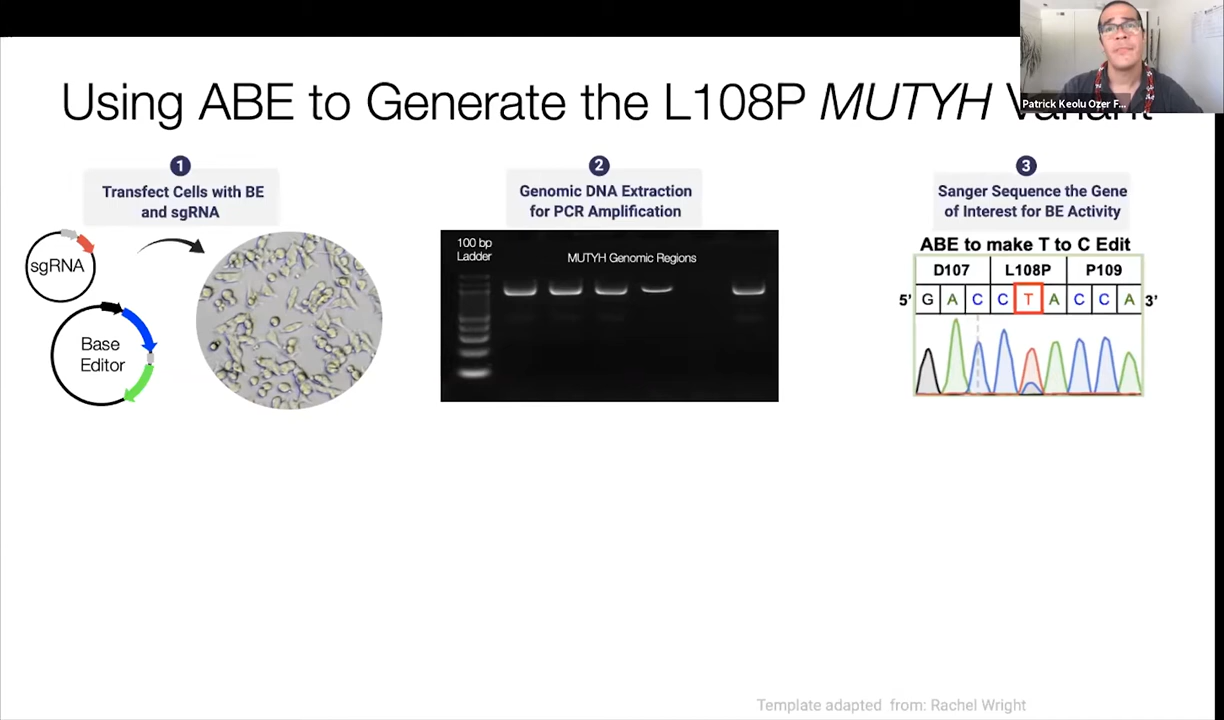 Using ABE to Generate the L108P MUTYH Variant
Patrick Keolu Ozer F...
1
Transfect Cells with BE
and sgRNA
sgRNA
Base
Editor
2
Genomic DNA Extraction
for PCR Amplification
100 bp
Ladder
MUTYH Genomic Regions
3
Sanger Sequence the Gene
of Interest for BE Activity
ABE to make T to C Edit
D107 L108P P109
5' G A C C T A C C A 3'
Template adapted from: Rachel Wright